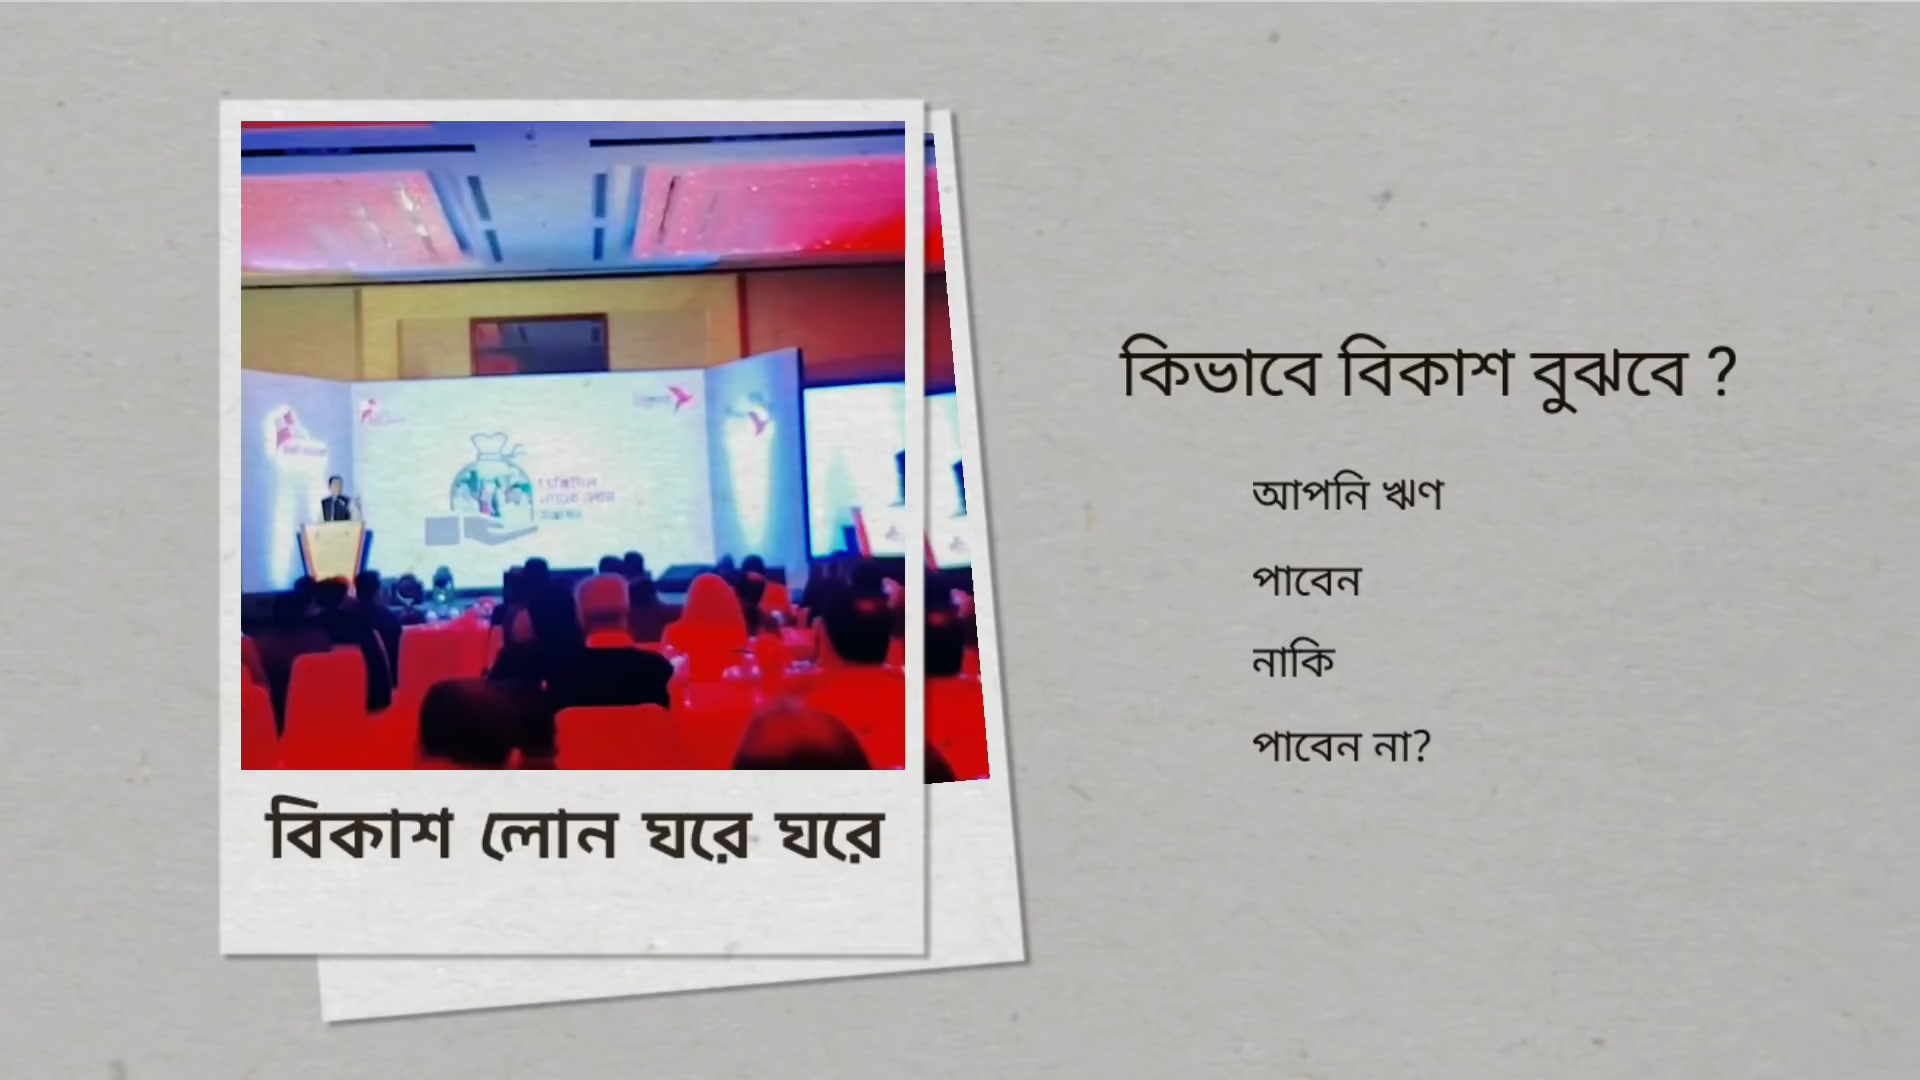 কিভাবে বিকাশ বুঝবে ?
আপনি ঋণ
পাবেন
নাকি
পাবেন না?
বিকাশ লোন ঘরে ঘরে